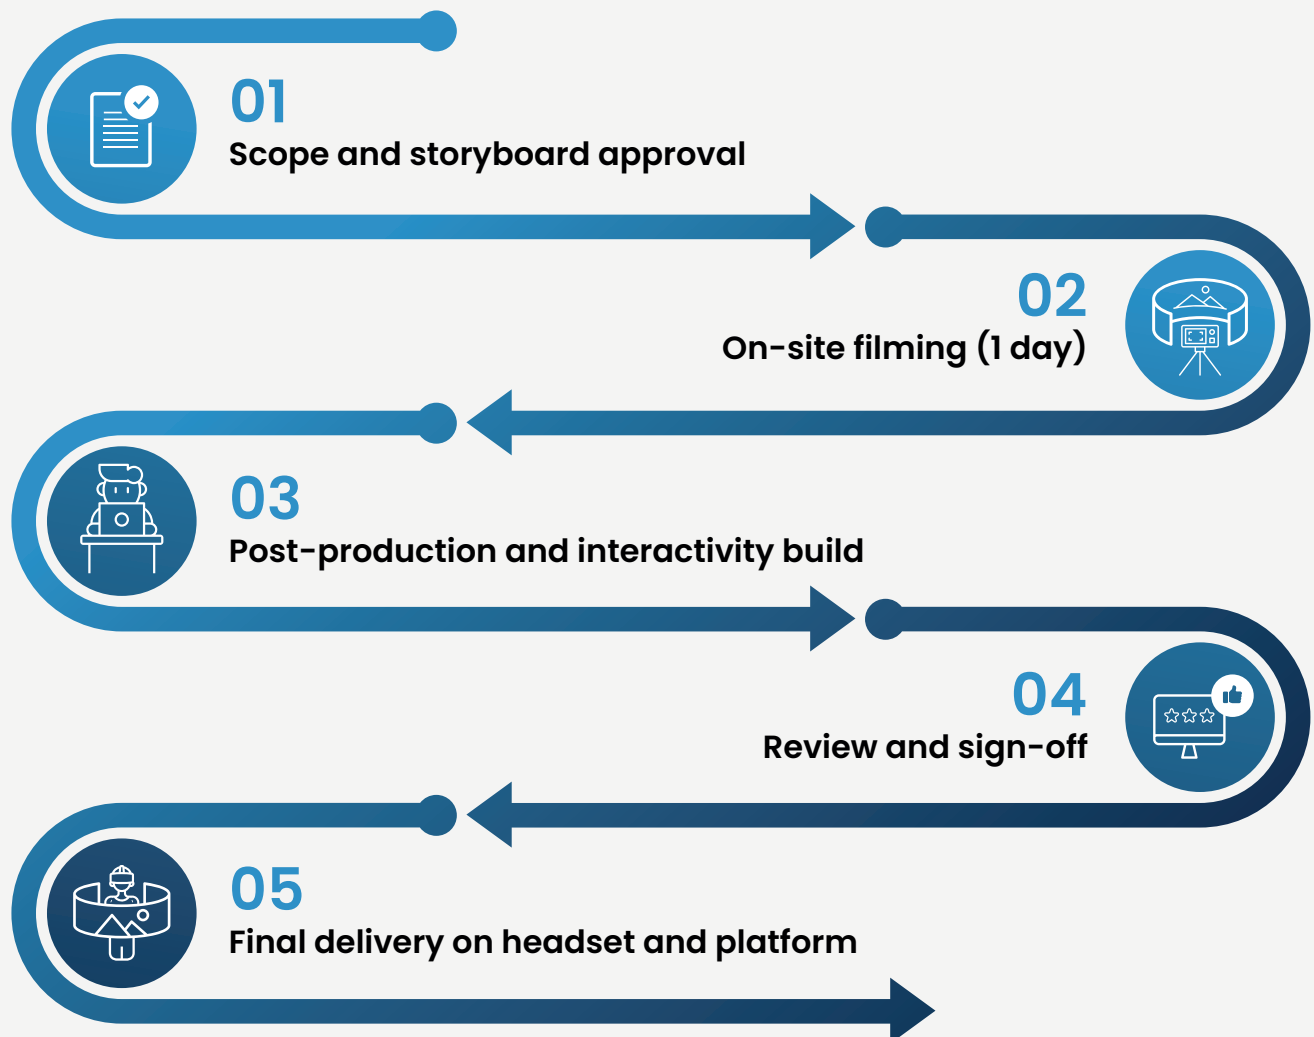 01
Scope and storyboard approval
02
On-site filming (1 day)
03
Post-production and interactivity build
04
Review and sign-off
05
Final delivery on headset and platform